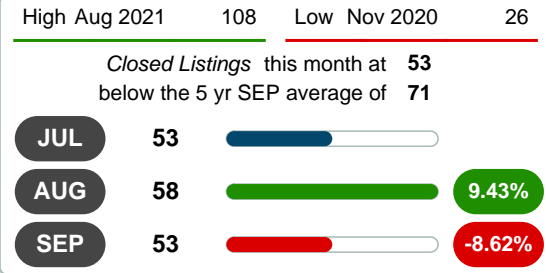 High Aug 2021 108 Low Nov 2020 26
Closed Listings this month at 53
below the 5 yr SEP average of 71
JUL 53
AUG 58 9.43%
SEP 53 -8.62%